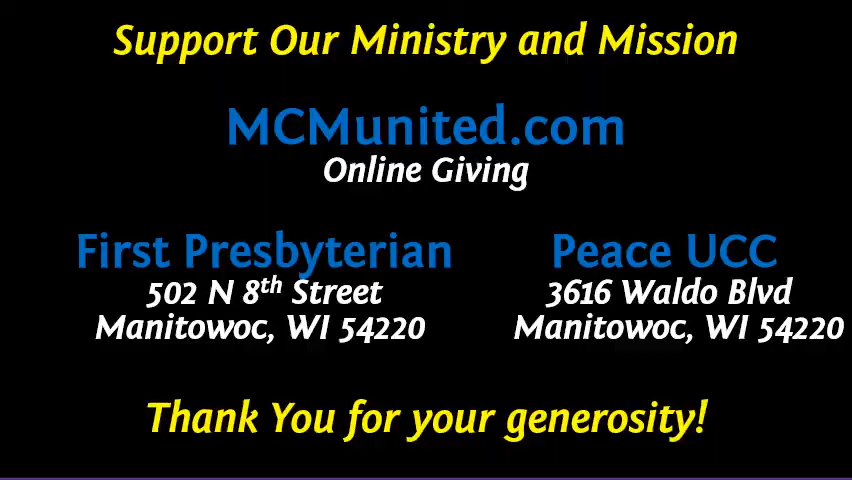 Support Our Ministry and Mission
MCMunited.com
Online Giving
First Presbyterian
502 N 8th Street
Manitowoc, WI 54220
Peace UCC
3616 Waldo Blvd
Manitowoc, WI 54220
Thank You for your generosity!